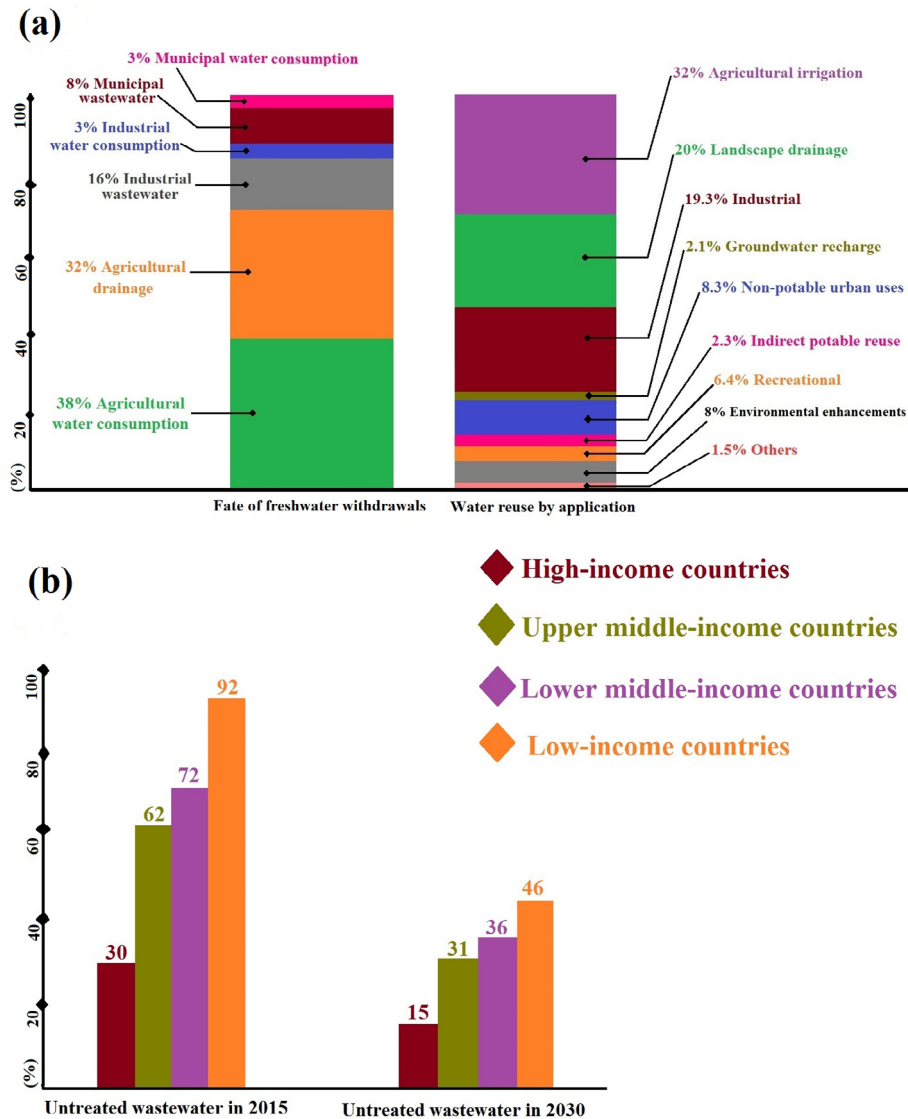 (a)
3% Municipal water consumption
8% Municipal
wastewater
3% Industrial
water consumption
16% Industrial
wastewater
32% Agricultural
drainage
38% Agricultural
water consumption
100
80
60
40
20
(%)
32% Agricultural irrigation
20% Landscape drainage
19.3% Industrial
2.1% Groundwater recharge
8.3% Non-potable urban uses
2.3% Indirect potable reuse
6.4% Recreational
8% Environmental enhancements
1.5% Others
Fate of freshwater withdrawals
Water reuse by application
(b)
High-income countries
Upper middle-income countries
Lower middle-income countries
Low-income countries
100
80
60
40
20
(%)
30
62
72
92
15
31
36
46
Untreated wastewater in 2015
Untreated wastewater in 2030